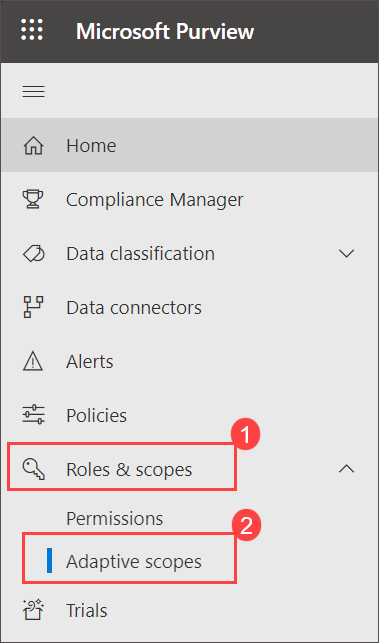 Microsoft Purview
Home
Compliance Manager
Data classification
Data connectors
Alerts
Policies
1
Roles & scopes
Permissions
2
Adaptive scopes
Trials